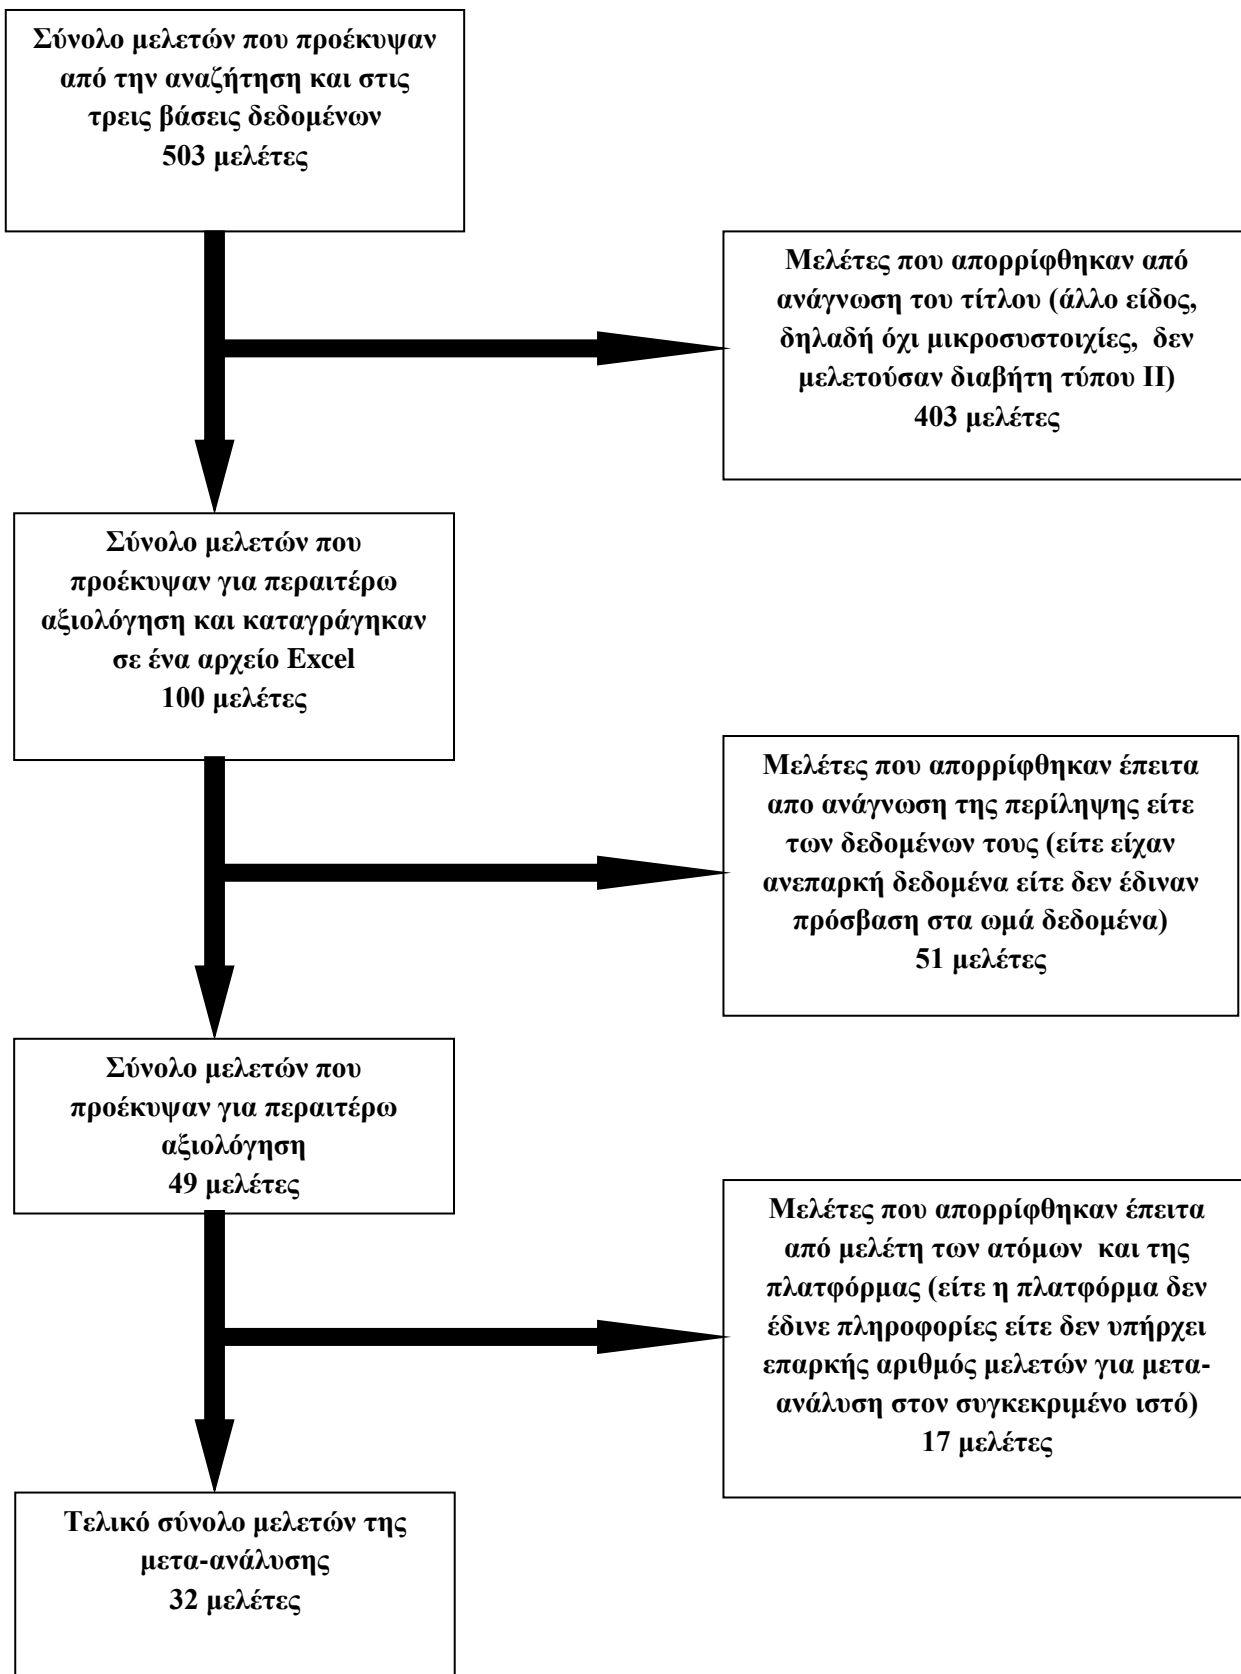 Σύνολο μελετών που προέκυψαν
από την αναζήτηση και στις
τρεις βάσεις δεδομένων
503 μελέτες
Μελέτες που απορρίφθηκαν από
ανάγνωση του τίτλου (άλλο είδος,
δηλαδή όχι μικροσυστοιχίες, δεν
μελετούσαν διαβήτη τύπου ΙΙ)
403 μελέτες
Σύνολο μελετών που
προέκυψαν για περαιτέρω
αξιολόγηση και καταγράγηκαν
σε ένα αρχείο Excel
100 μελέτες
Μελέτες που απορρίφθηκαν έπειτα
απο ανάγνωση της περίληψης είτε
των δεδομένων τους (είτε είχαν
ανεπαρκή δεδομένα είτε δεν έδιναν
πρόσβαση στα ωμά δεδομένα)
51 μελέτες
Σύνολο μελετών που
προέκυψαν για περαιτέρω
αξιολόγηση
49 μελέτες
Μελέτες που απορρίφθηκαν έπειτα
από μελέτη των ατόμων και της
πλατφόρμας (είτε η πλατφόρμα δεν
έδινε πληροφορίες είτε δεν υπήρχει
επαρκής αριθμός μελετών για μετα-
ανάλυση στον συγκεκριμένο ιστό)
17 μελέτες
Τελικό σύνολο μελετών της
μετα-ανάλυσης
32 μελέτες